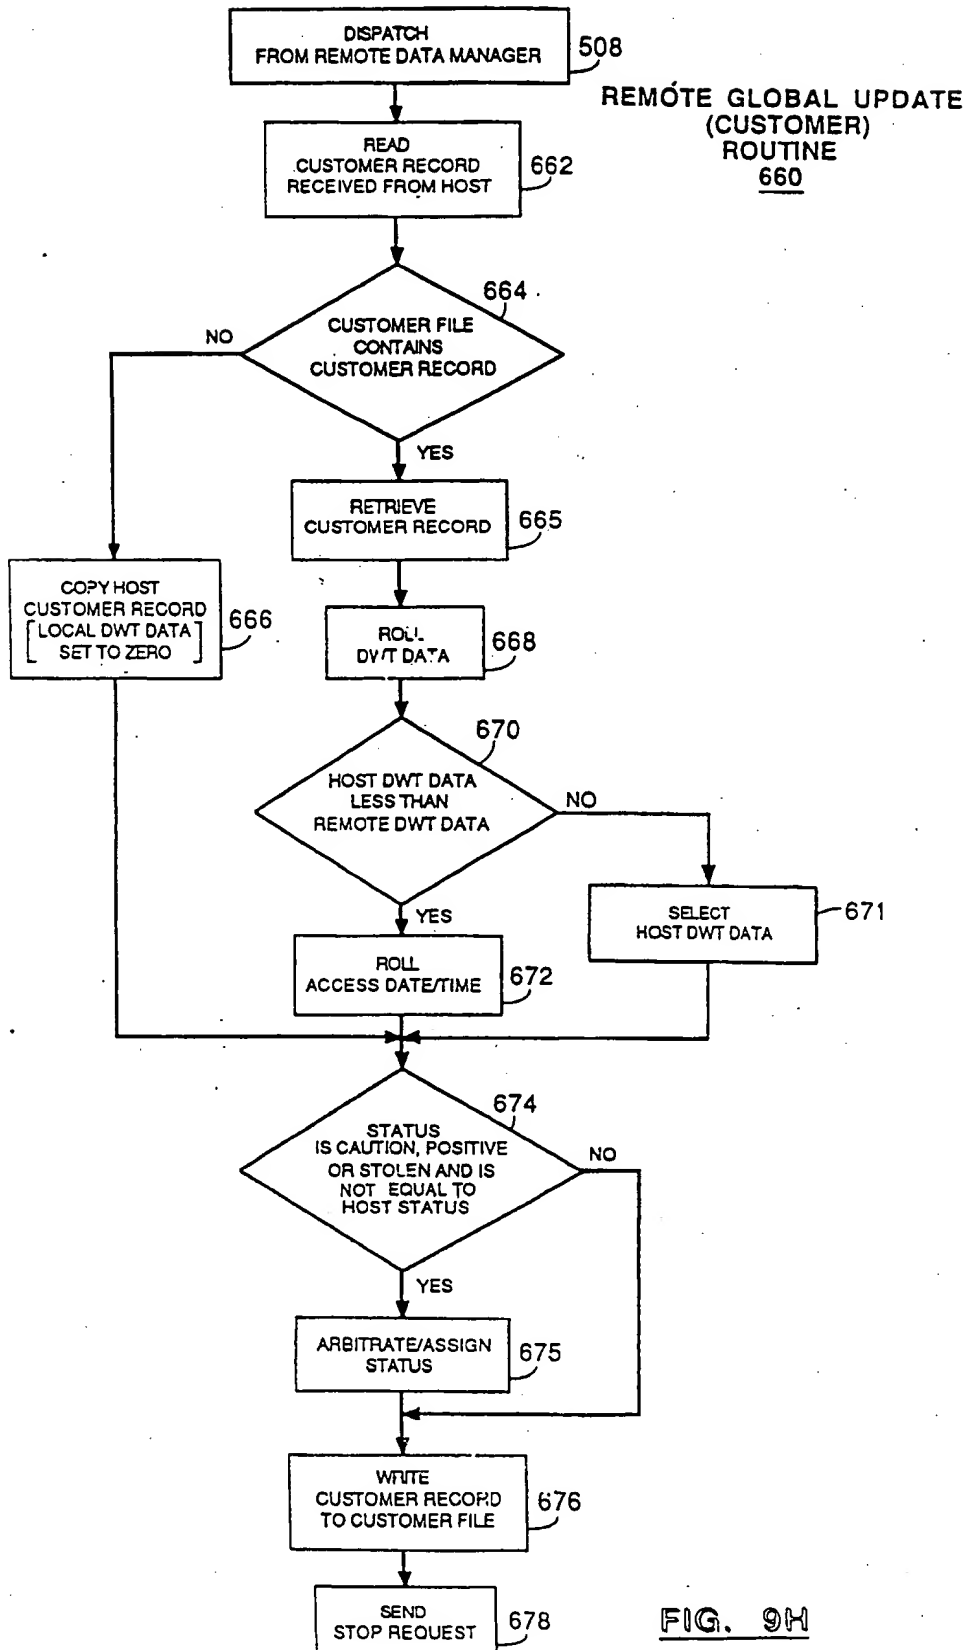 DISPATCH
FROM REMOTE DATA MANAGER
508
REMOTE GLOBAL UPDATE
(CUSTOMER)
ROUTINE
660
READ
CUSTOMER RECORD
RECEIVED FROM HOST
662
664
CUSTOMER FILE
CONTAINS
CUSTOMER RECORD
NO
YES
RETRIEVE
CUSTOMER RECORD
665
COPY HOST
CUSTOMER RECORD
[LOCAL DWT DATA
SET TO ZERO]
666
ROLL
DWT DATA
668
670
HOST DWT DATA
LESS THAN
REMOTE DWT DATA
NO
YES
SELECT
HOST DWT DATA
671
ROLL
ACCESS DATE/TIME
672
674
STATUS
IS CAUTION, POSITIVE
OR STOLEN AND IS
NOT EQUAL TO
HOST STATUS
NO
YES
ARBITRATE/ASSIGN
STATUS
675
WRITE
CUSTOMER RECORD
TO CUSTOMER FILE
676
SEND
STOP REQUEST
678
FIG. 9H